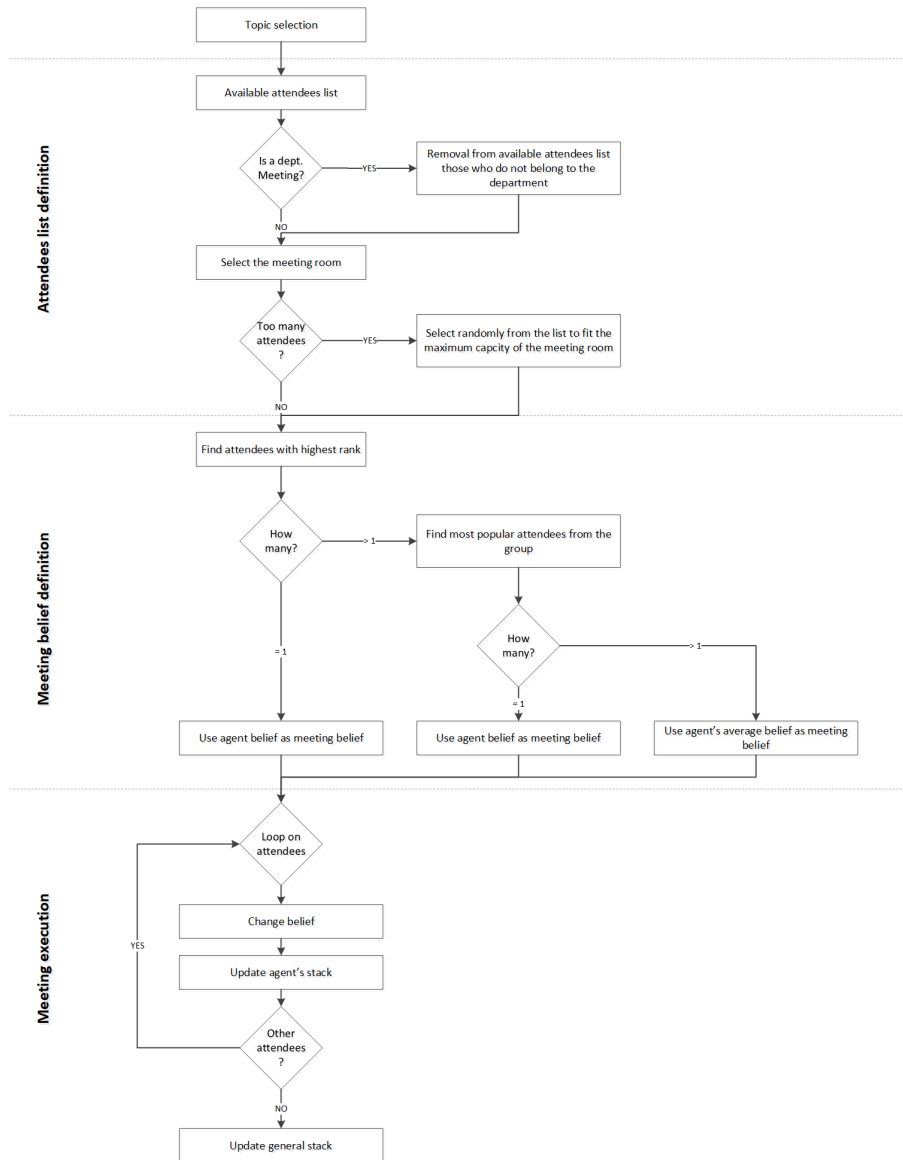 Topic selection
Attendees list definition
Available attendees list
Is a dept.
Meeting?
YES
Removal from available attendees list
those who do not belong to the
department
NO
Select the meeting room
Too many
attendees
?
YES
Select randomly from the list to fit the
maximum capcity of the meeting room
NO
Meeting belief definition
Find attendees with highest rank
How
many?
> 1
Find most popular attendees from the
group
How
many?
> 1
= 1
= 1
Use agent belief as meeting belief
Use agent belief as meeting belief
Use agent’s average belief as meeting
belief
Meeting execution
Loop on
attendees
Change belief
YES
Update agent’s stack
Other
attendees
?
NO
Update general stack